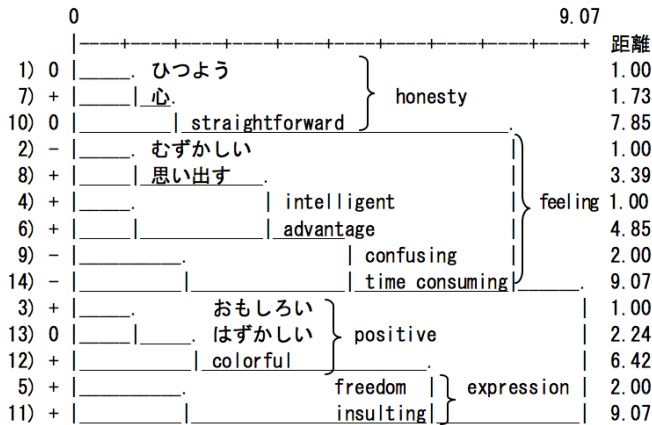 0 9.07
距離
1) 0 ひつよう 1.00
7) + 心. honesty 1.73
10) 0 straightforward 7.85
2) - むずかしい 1.00
8) + 思い出す 3.39
4) + intelligent feeling 1.00
6) + advantage 4.85
9) - confusing 2.00
14) - time consuming 9.07
3) + おもしろい 1.00
13) 0 はずかしい positive 2.24
12) + colorful 6.42
5) + freedom expression 2.00
11) + insulting 9.07